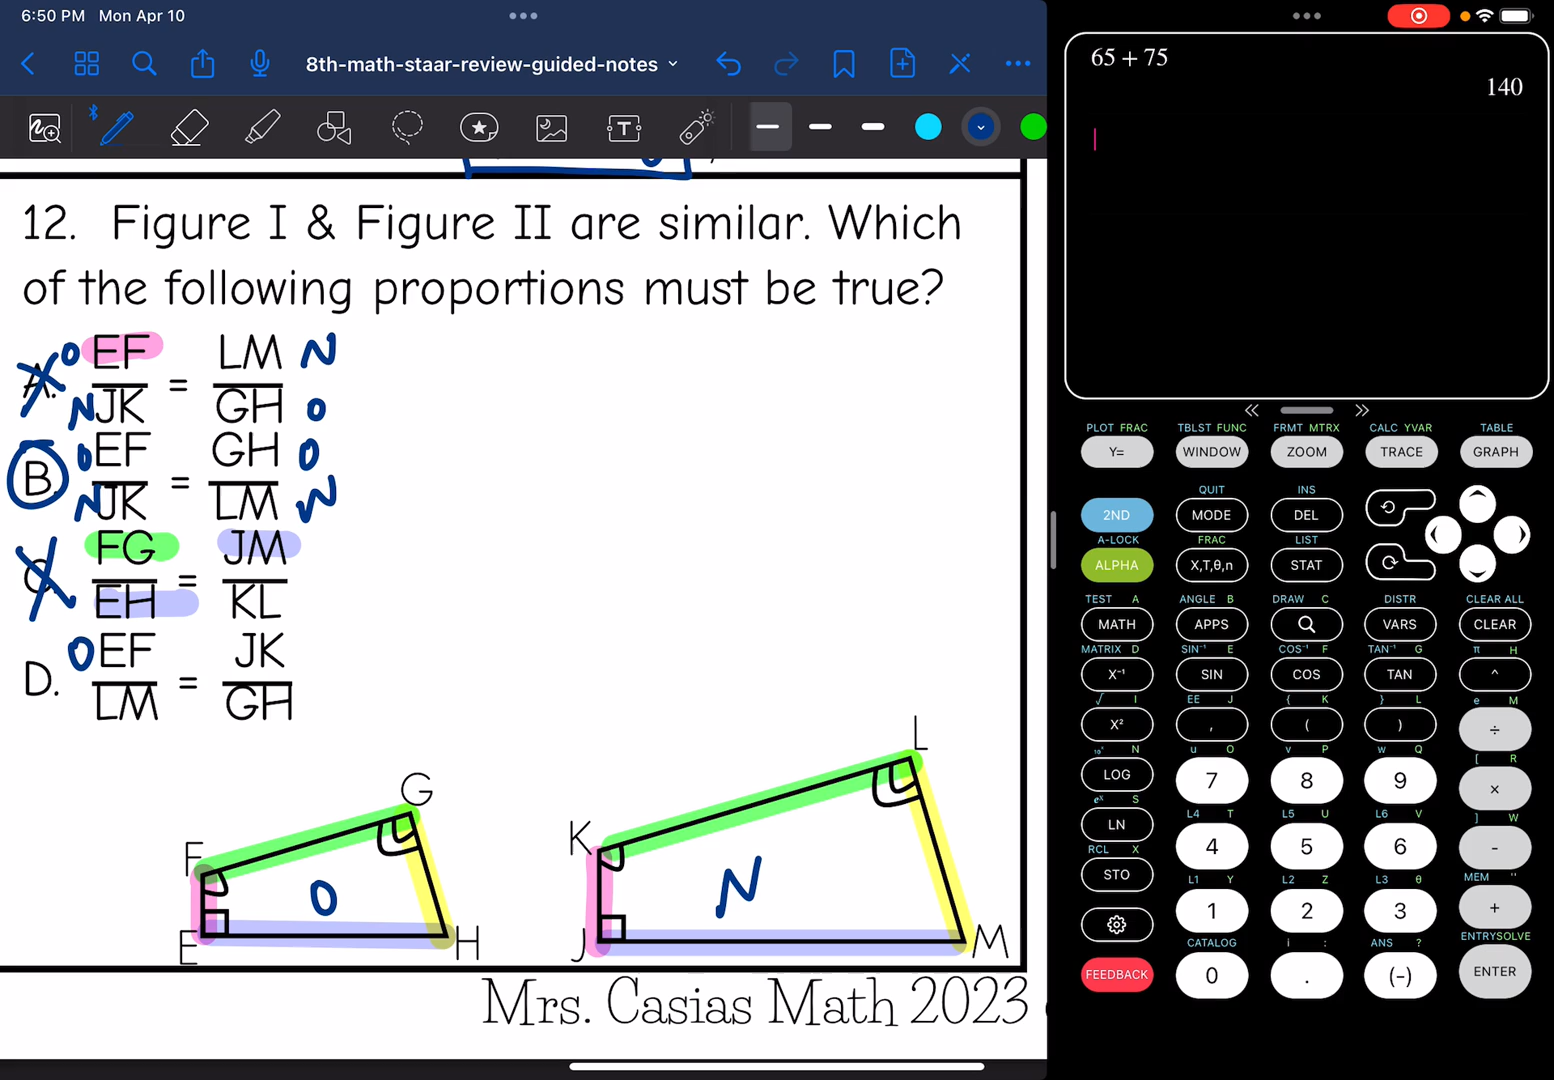 6:50 PM Mon Apr 10
8th-math-staar-review-guided-notes
12. Figure I & Figure II are similar. Which
of the following proportions must be true?
A. O EF = LM N
N JK GH O
B. O EF = GH O
N JK LM N
C. FG = JM
EH KL
D. O EF = JK
LM GH
F G E H O
K L J M N
Mrs. Casias Math 2023
65 + 75
140
PLOT FRAC TBLST FUNC FRMT MTRX CALC YVAR TABLE
Y= WINDOW ZOOM TRACE GRAPH
QUIT INS
2ND MODE DEL
A-LOCK FRAC LIST
ALPHA X,T,θ,n STAT
TEST A ANGLE B DRAW C DISTR CLEAR ALL
MATH APPS VARS CLEAR
MATRIX D SIN⁻¹ E COS⁻¹ F TAN⁻¹ G π H
X⁻¹ SIN COS TAN ^
√ I EE J { K } L e M
X² , ( ) ÷
10ˣ N u O v P w Q [ R
LOG 7 8 9 ×
eˣ S L4 T L5 U L6 V ] W
LN 4 5 6 -
RCL X L1 Y L2 Z L3 θ MEM "
STO 1 2 3 +
CATALOG i : ANS ? ENTRY SOLVE
FEEDBACK 0 . (-) ENTER